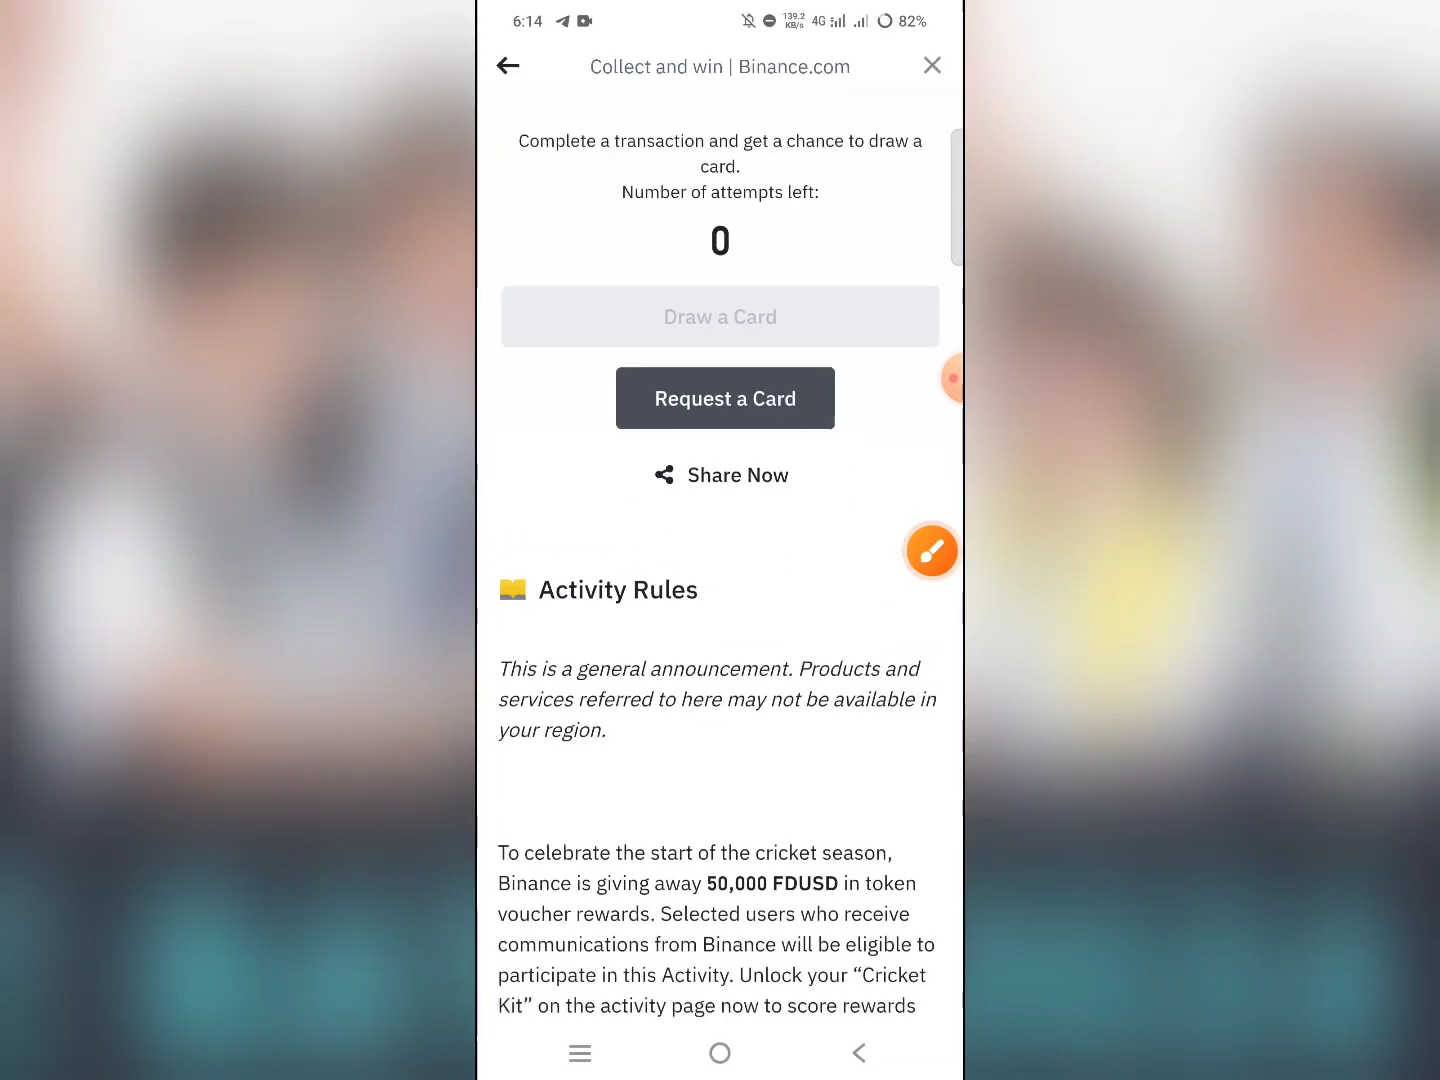 6:14 139.2 KB/s 4G 82%
Collect and win | Binance.com
Complete a transaction and get a chance to draw a
card.
Number of attempts left:
0
Draw a Card
Request a Card
Share Now
Activity Rules
This is a general announcement. Products and
services referred to here may not be available in
your region.
To celebrate the start of the cricket season,
Binance is giving away 50,000 FDUSD in token
voucher rewards. Selected users who receive
communications from Binance will be eligible to
participate in this Activity. Unlock your “Cricket
Kit” on the activity page now to score rewards